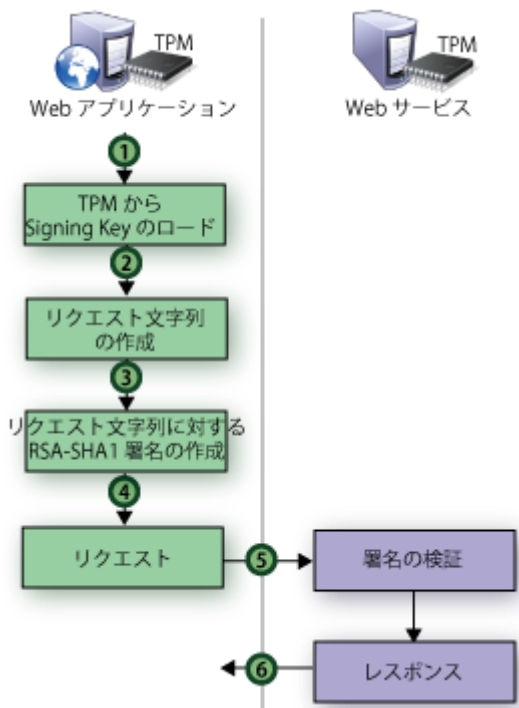 TPM
Web アプリケーション
TPM
Web サービス
1
TPM から
Signing Key のロード
2
リクエスト文字列
の作成
3
リクエスト文字列に対する
RSA-SHA1 署名の作成
4
リクエスト
5
署名の検証
6
レスポンス